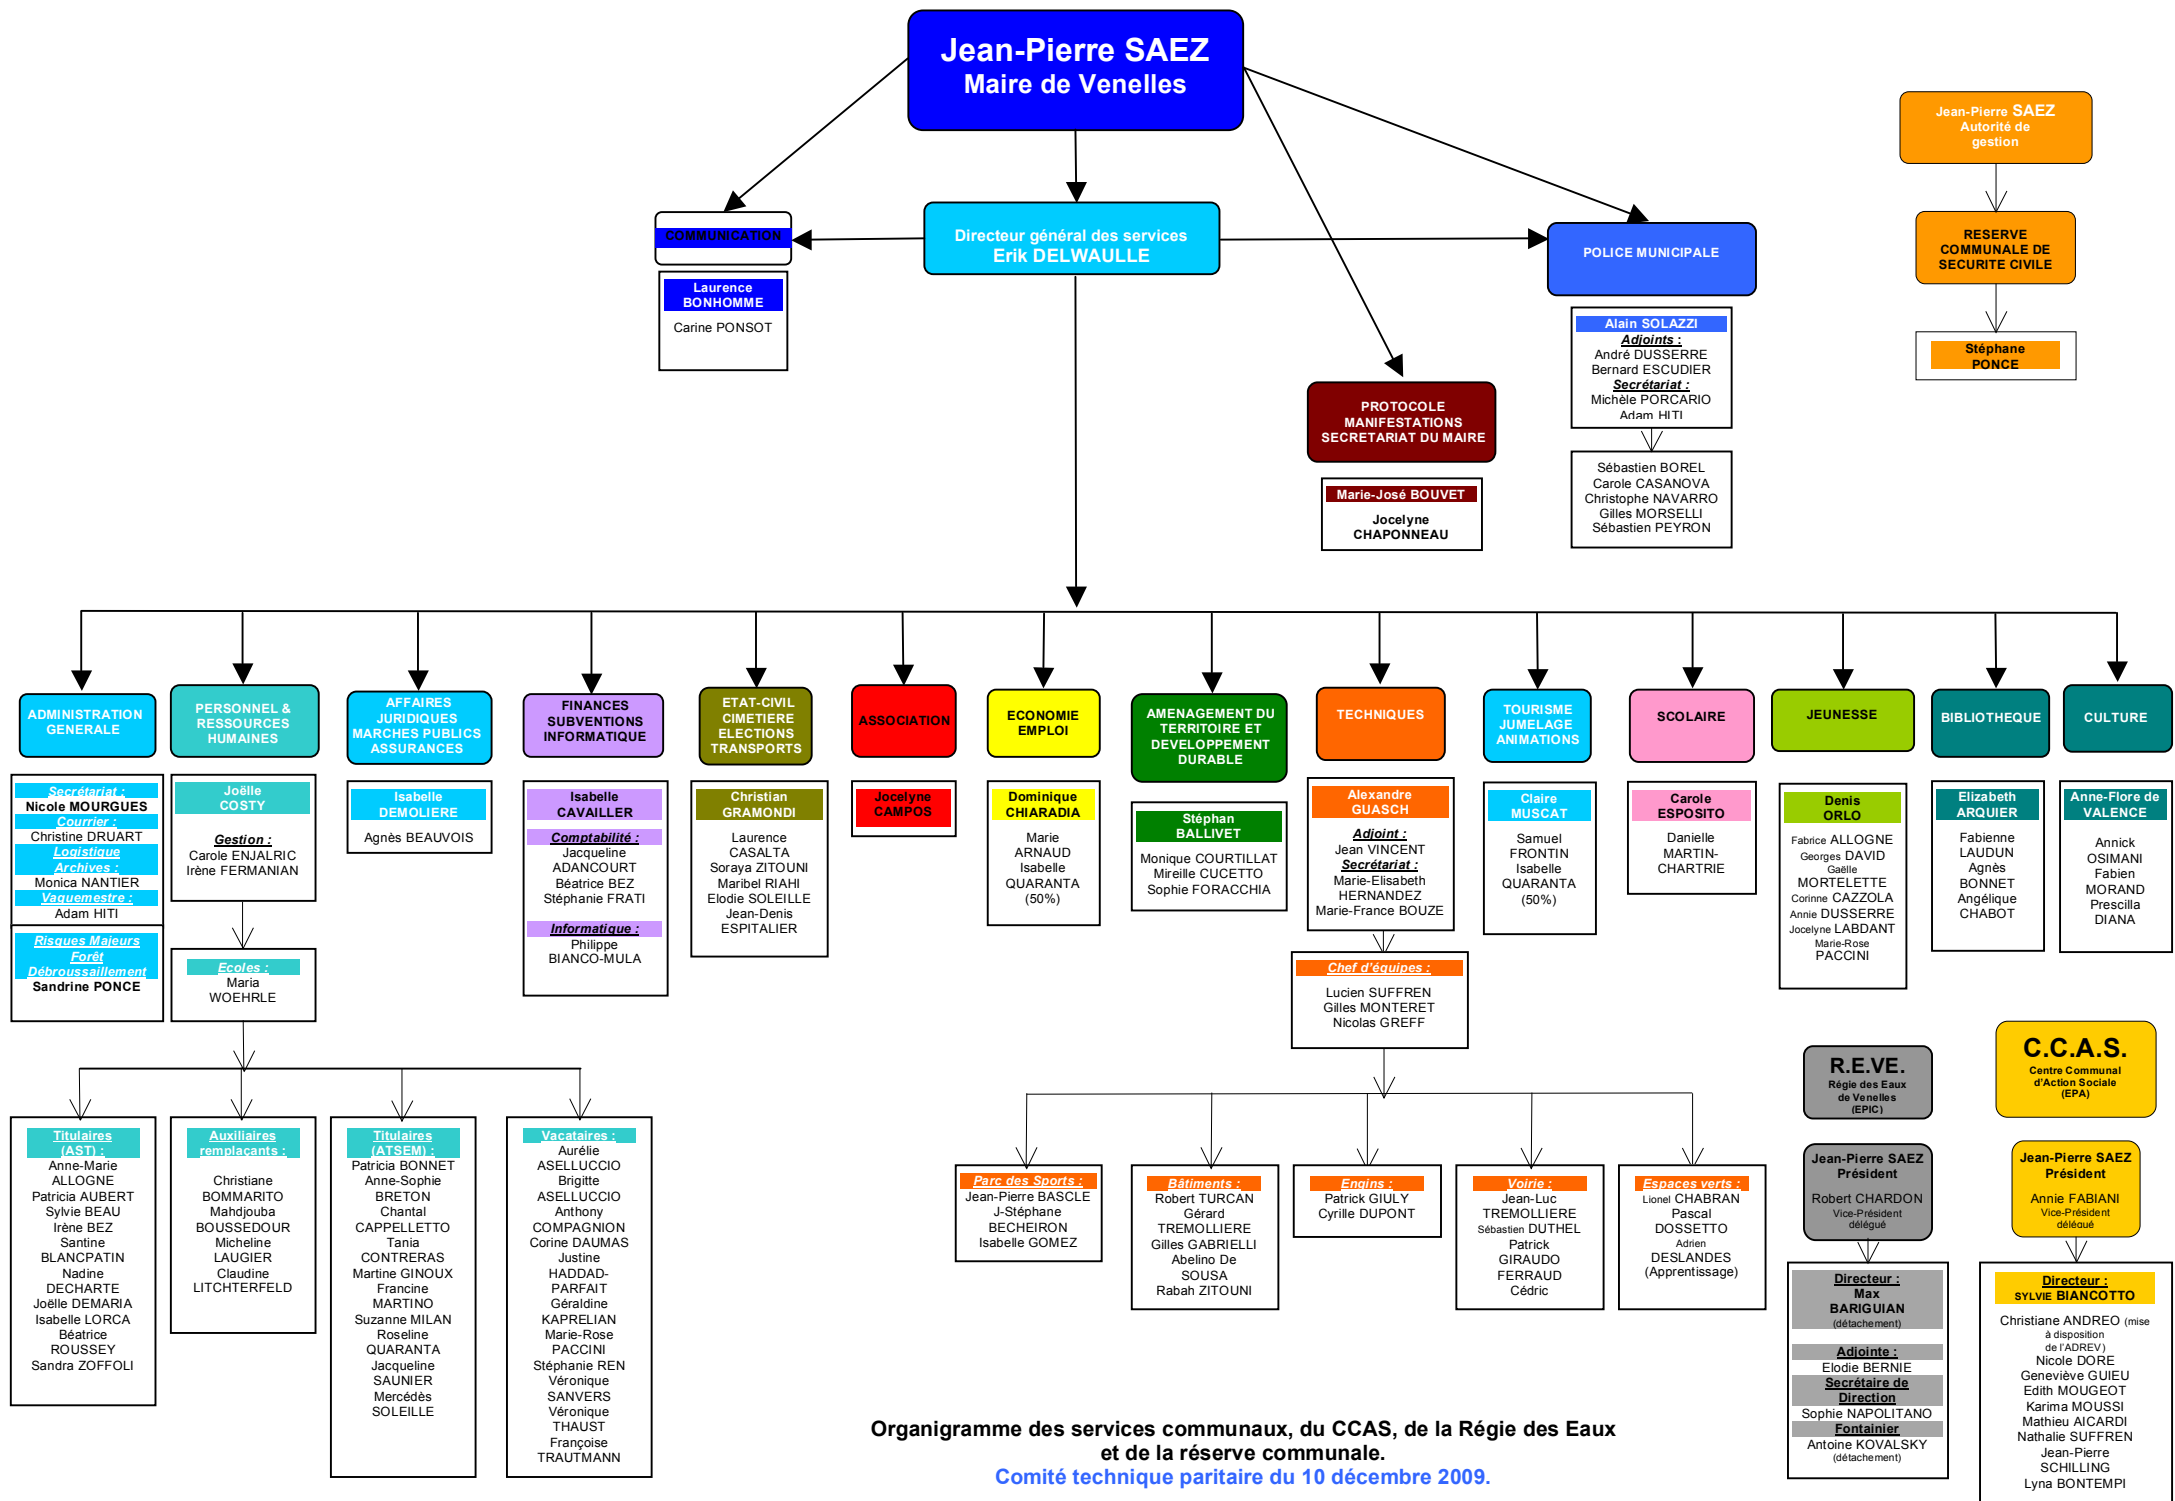 Jean-Pierre SAEZ
Maire de Venelles
Jean-Pierre SAEZ
Autorité de
gestion
COMMUNICATION
Directeur général des services
Erik DELWAULLE
POLICE MUNICIPALE
RESERVE
COMMUNALE DE
SECURITE CIVILE
Laurence
BONHOMME
Carine PONSOT
Alain SOLAZZI
Adjoints :
André DUSSERRE
Bernard ESCUDIER
Secrétariat :
Michèle PORCARIO
Adam HITI
Stéphane
PONCE
PROTOCOLE
MANIFESTATIONS
SECRETARIAT DU MAIRE
Marie-José BOUVET
Jocelyne
CHAPONNEAU
Sébastien BOREL
Carole CASANOVA
Christophe NAVARRO
Gilles MORSELLI
Sébastien PEYRON
ADMINISTRATION
GENERALE
PERSONNEL &
RESSOURCES
HUMAINES
AFFAIRES
JURIDIQUES
MARCHES PUBLICS
ASSURANCES
FINANCES
SUBVENTIONS
INFORMATIQUE
ETAT-CIVIL
CIMETIERE
ELECTIONS
TRANSPORTS
ASSOCIATION
ECONOMIE
EMPLOI
AMENAGEMENT DU
TERRITOIRE ET
DEVELOPPEMENT
DURABLE
TECHNIQUES
TOURISME
JUMELAGE
ANIMATIONS
SCOLAIRE
JEUNESSE
BIBLIOTHEQUE
CULTURE
Secrétariat :
Nicole MOURGUES
Courrier :
Christine DRUART
Logistique
Archives :
Monica NANTIER
Vaquemestre :
Adam HITI
Risques Majeurs
Forêt
Débroussaillement
Sandrine PONCE
Joëlle
COSTY
Gestion :
Carole ENJALRIC
Irène FERMANIAN
Ecoles :
Maria
WOEHRLE
Isabelle
DEMOLIERE
Agnès BEAUVOIS
Isabelle
CAVAILLER
Comptabilité :
Jacqueline
ADANCOURT
Béatrice BEZ
Stéphanie FRATI
Informatique :
Philippe
BIANCO-MULA
Christian
GRAMONDI
Laurence
CASALTA
Soraya ZITOUNI
Maribel RIAHI
Elodie SOLEILLE
Jean-Denis
ESPITALIER
Jocelyne
CAMPOS
Dominique
CHIARADIA
Marie
ARNAUD
Isabelle
QUARANTA
(50%)
Stéphan
BALLIVET
Monique COURTILLAT
Mireille CUCETTO
Sophie FORACCHIA
Alexandre
GUASCH
Adjoint :
Jean VINCENT
Secrétariat :
Marie-Elisabeth
HERNANDEZ
Marie-France BOUZE
Chef d'équipes :
Lucien SUFFREN
Gilles MONTERET
Nicolas GREFF
Claire
MUSCAT
Samuel
FRONTIN
Isabelle
QUARANTA
(50%)
Carole
ESPOSITO
Danielle
MARTIN-
CHARTRIE
Denis
ORLO
Fabrice ALLOGNE
Georges DAVID
Gaëlle
MORTELETTE
Corinne CAZZOLA
Annie DUSSERRE
Jocelyne LABDANT
Marie-Rose
PACCINI
Elizabeth
ARQUIER
Fabienne
LAUDUN
Agnès
BONNET
Angélique
CHABOT
Anne-Flore de
VALENCE
Annick
OSIMANI
Fabien
MORAND
Prescilla
DIANA
Titulaires
(AST) :
Anne-Marie
ALLOGNE
Patricia AUBERT
Sylvie BEAU
Irène BEZ
Santine
BLANCPATIN
Nadine
DECHARTE
Joëlle DEMARIA
Isabelle LORCA
Béatrice
ROUSSEY
Sandra ZOFFOLI
Auxiliaires
remplaçants :
Christiane
BOMMARITO
Mahdjouba
BOUSSEDOUR
Micheline
LAUGIER
Claudine
LITCHTERFELD
Titulaires
(ATSEM) :
Patricia BONNET
Anne-Sophie
BRETON
Chantal
CAPPELLETTO
Tania
CONTRERAS
Martine GINOUX
Francine
MARTINO
Suzanne MILAN
Roseline
QUARANTA
Jacqueline
SAUNIER
Mercédès
SOLEILLE
Vacataires :
Aurélie
ASELLUCCIO
Brigitte
ASELLUCCIO
Anthony
COMPAGNION
Corine DAUMAS
Justine
HADDAD-
PARFAIT
Géraldine
KAPRELIAN
Marie-Rose
PACCINI
Stéphanie REN
Véronique
SANVERS
Véronique
THAUST
Françoise
TRAUTMANN
Parc des Sports :
Jean-Pierre BASCLE
J-Stéphane
BECHEIRON
Isabelle GOMEZ
Bâtiments :
Robert TURCAN
Gérard
TREMOLLIERE
Gilles GABRIELLI
Abelino De
SOUSA
Rabah ZITOUNI
Engins :
Patrick GIULY
Cyrille DUPONT
Voirie :
Jean-Luc
TREMOLLIERE
Sébastien DUTHEL
Patrick
GIRAUDO
FERRAUD
Cédric
Espaces verts :
Lionel CHABRAN
Pascal
DOSSETTO
Adrien
DESLANDES
(Apprentissage)
R.E.VE.
Régie des Eaux
de Venelles
(EPIC)
Jean-Pierre SAEZ
Président
Robert CHARDON
Vice-Président
délégué
Directeur :
Max
BARIGUIAN
(détachement)
Adjointe :
Elodie BERNIE
Secrétaire de
Direction
Sophie NAPOLITANO
Fontainier
Antoine KOVALSKY
(détachement)
C.C.A.S.
Centre Communal
d'Action Sociale
(EPA)
Jean-Pierre SAEZ
Président
Annie FABIANI
Vice-Président
délégué
Directeur :
SYLVIE BIANCOTTO
Christiane ANDREO (mise
à disposition
de l'ADREV)
Nicole DORE
Geneviève GUIEU
Edith MOUGEOT
Karima MOUSSI
Mathieu AICARDI
Nathalie SUFFREN
Jean-Pierre
SCHILLING
Lyna BONTEMPI
Organigramme des services communaux, du CCAS, de la Régie des Eaux
et de la réserve communale.
Comité technique paritaire du 10 décembre 2009.